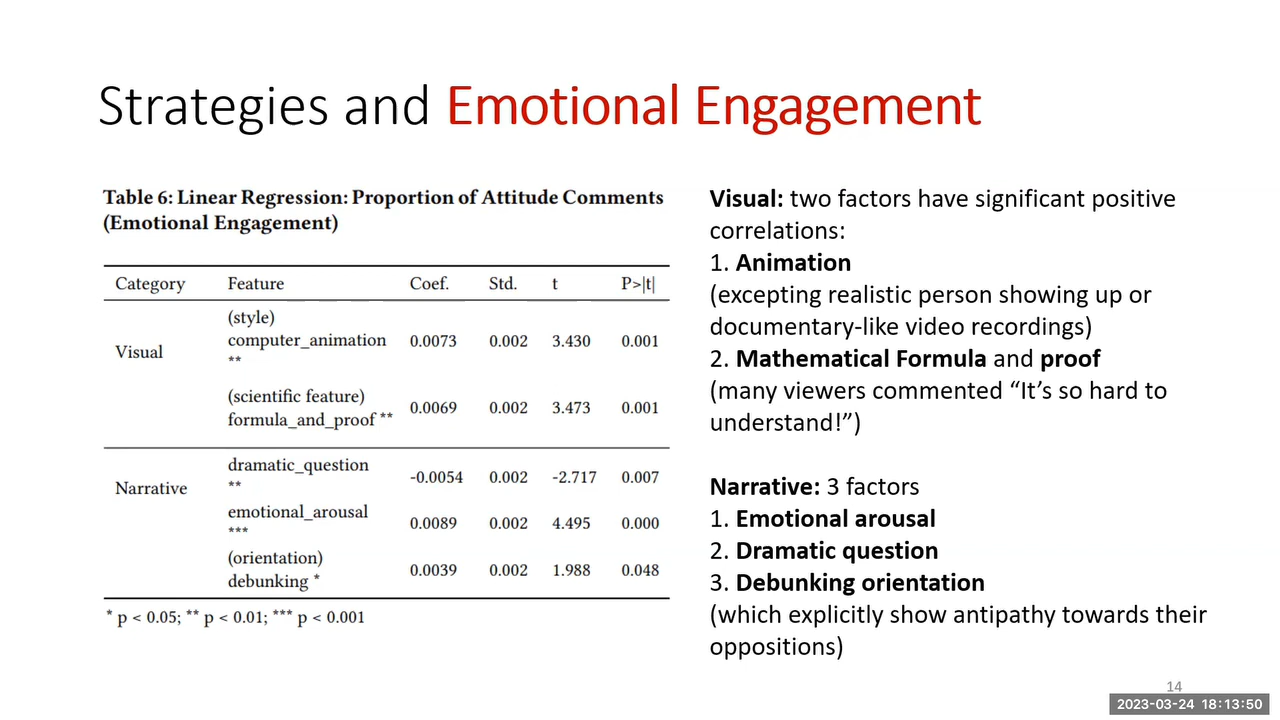 Strategies and Emotional Engagement
Table 6: Linear Regression: Proportion of Attitude Comments
(Emotional Engagement)
Category Feature Coef. Std. t P>|t|
Visual
(style)
computer_animation 0.0073 0.002 3.430 0.001
**
(scientific feature)
formula_and_proof ** 0.0069 0.002 3.473 0.001
Narrative
dramatic_question
** -0.0054 0.002 -2.717 0.007
emotional_arousal
*** 0.0089 0.002 4.495 0.000
(orientation)
debunking * 0.0039 0.002 1.988 0.048
* p < 0.05; ** p < 0.01; *** p < 0.001
Visual: two factors have significant positive
correlations:
1. Animation
(excepting realistic person showing up or
documentary-like video recordings)
2. Mathematical Formula and proof
(many viewers commented “It’s so hard to
understand!”)
Narrative: 3 factors
1. Emotional arousal
2. Dramatic question
3. Debunking orientation
(which explicitly show antipathy towards their
oppositions)
14
2023-03-24 18:13:50